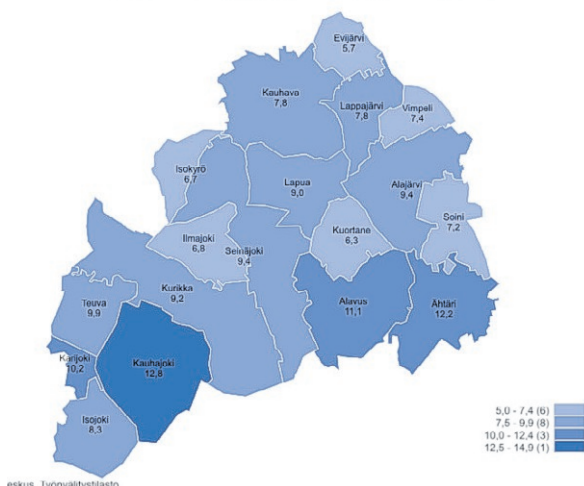 Evijärvi
5,7
Kauhava
7,8
Lappajärvi
7,8
Vimpeli
7,4
Isokyrö
6,7
Lapua
9,0
Alajärvi
9,4
Soini
7,2
Kuortane
6,3
Ilmajoki
6,8
Seinäjoki
9,4
Kurikka
9,2
Teuva
9,9
Alavus
11,1
Ähtäri
12,2
Karijoki
10,2
Kauhajoki
12,8
Isojoki
8,3
5,0 - 7,4 (6)
7,5 - 9,9 (8)
10,0 - 12,4 (3)
12,5 - 14,9 (1)
eskus, Työnvälitystilasto